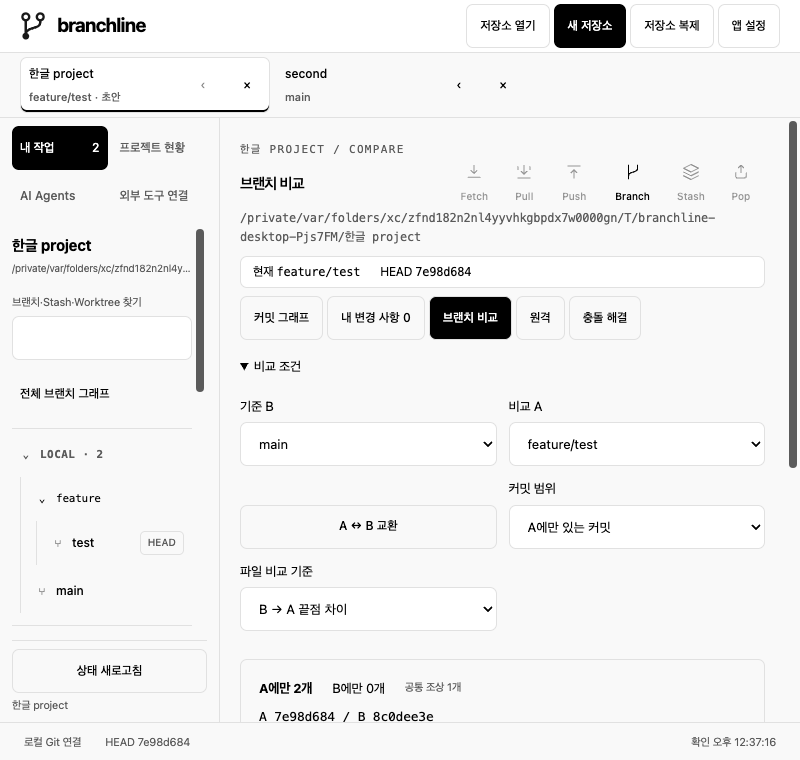 branchline
저장소 열기
새 저장소
저장소 복제
앱 설정
한글 project
feature/test · 초안
‹
×
second
main
‹
×
내 작업 2
프로젝트 현황
AI Agents
외부 도구 연결
한글 project
/private/var/folders/xc/zfnd182n2nl4y...
브랜치·Stash·Worktree 찾기
전체 브랜치 그래프
LOCAL · 2
feature
test HEAD
main
상태 새로고침
한글 project
한글 PROJECT / COMPARE
브랜치 비교
Fetch
Pull
Push
Branch
Stash
Pop
/private/var/folders/xc/zfnd182n2nl4yyvhkgbpdx7w0000gn/T/branchline-
desktop-Pjs7FM/한글 project
현재 feature/test HEAD 7e98d684
커밋 그래프
내 변경 사항 0
브랜치 비교
원격
충돌 해결
▼ 비교 조건
기준 B
main
비교 A
feature/test
A ↔ B 교환
커밋 범위
A에만 있는 커밋
파일 비교 기준
B → A 끝점 차이
A에만 2개 B에만 0개 공통 조상 1개
A 7e98d684 / B 8c0dee3e
로컬 Git 연결
HEAD 7e98d684
확인 오후 12:37:16